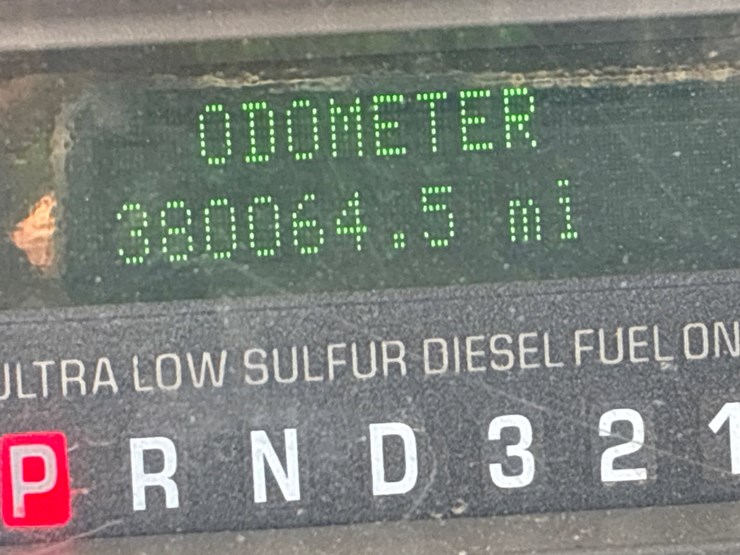 ODOMETER
380064.5 mi
ULTRA LOW SULFUR DIESEL FUEL ON
P R N D 3 2 1